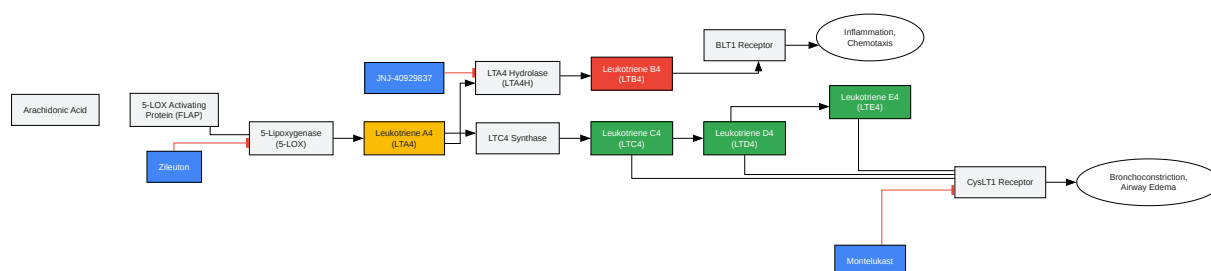 Arachidonic Acid
5-LOX Activating
Protein (FLAP)
Zileuton
5-Lipoxygenase
(5-LOX)
Leukotriene A4
(LTA4)
JNJ-40929837
LTA4 Hydrolase
(LTA4H)
Leukotriene B4
(LTB4)
BLT1 Receptor
Inflammation,
Chemotaxis
LTC4 Synthase
Leukotriene C4
(LTC4)
Leukotriene D4
(LTD4)
Leukotriene E4
(LTE4)
CysLT1 Receptor
Bronchoconstriction,
Airway Edema
Montelukast